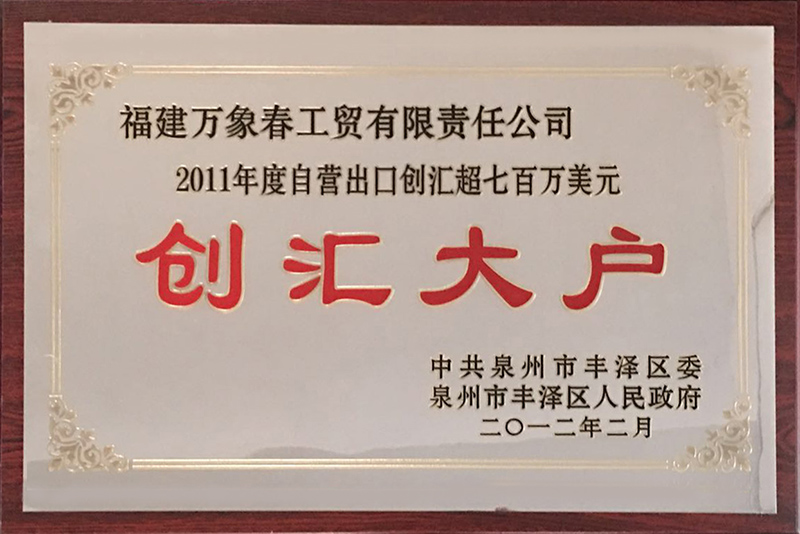 福建万象春工贸有限责任公司
2011年度自营出口创汇超七百万美元
创汇大户
中共泉州市丰泽区委
泉州市丰泽区人民政府
二〇一二年二月